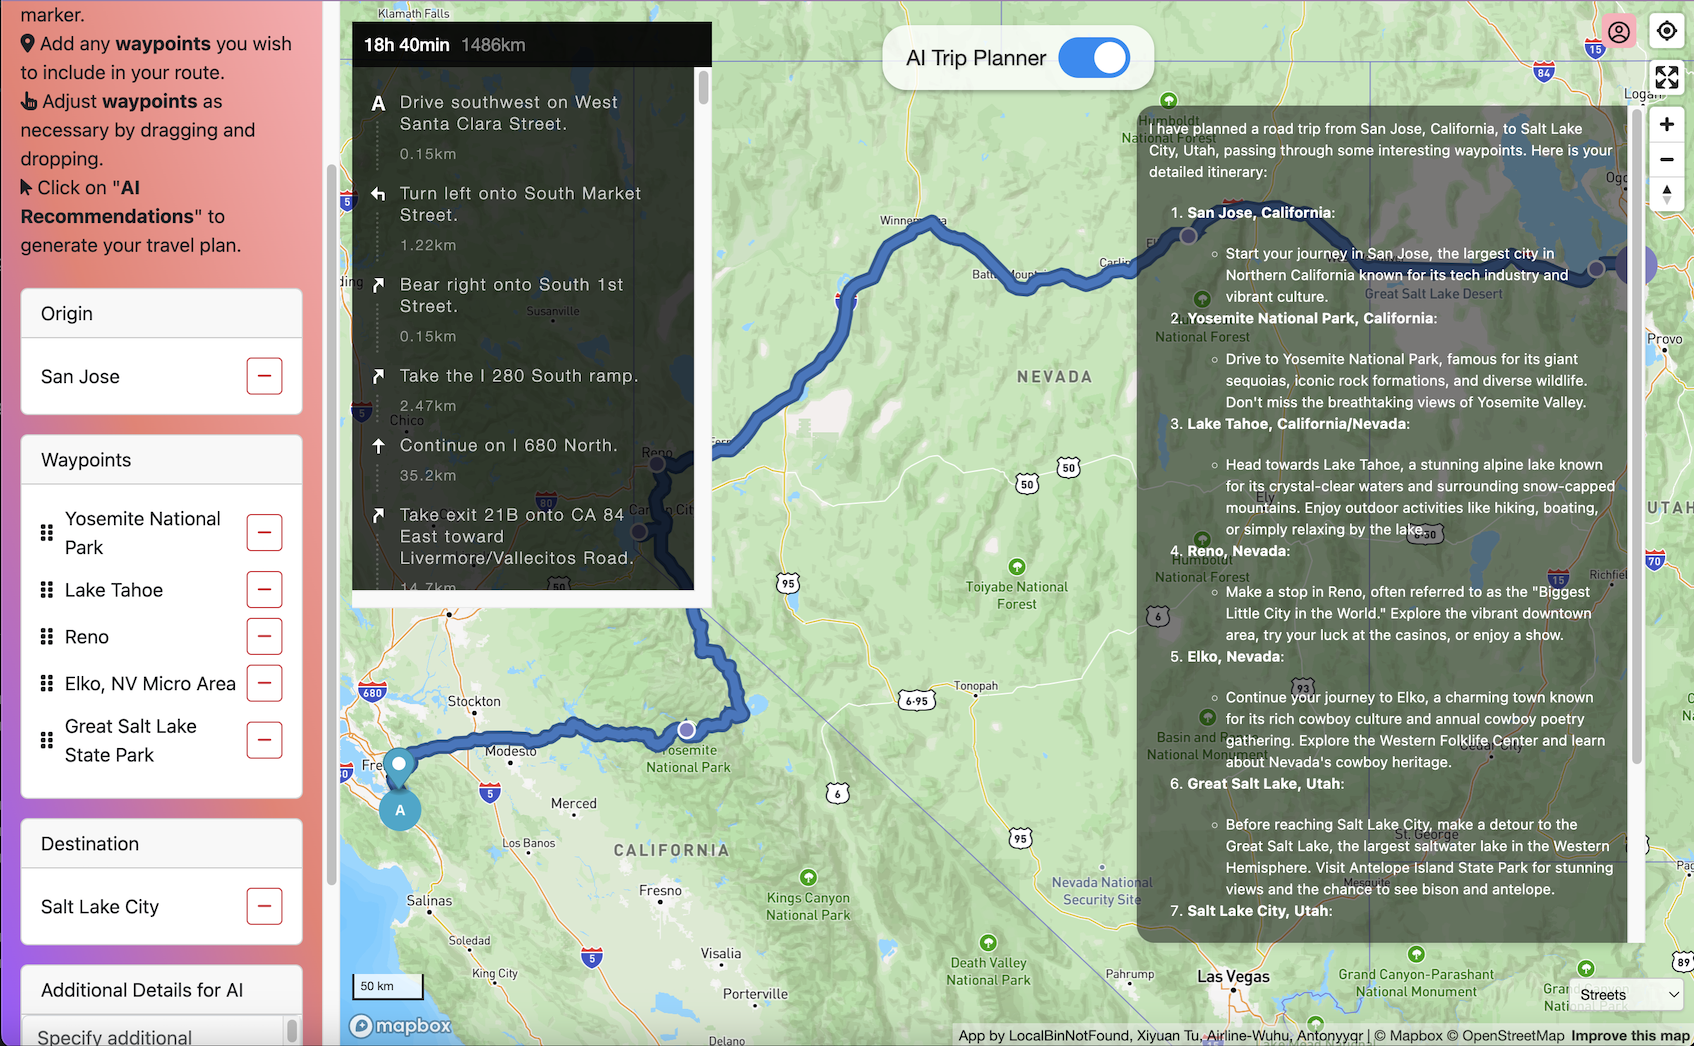 marker.
Add any waypoints you wish
to include in your route.
Adjust waypoints as
necessary by dragging and
dropping.
Click on "AI
Recommendations" to
generate your travel plan.
Origin
San Jose
Waypoints
Yosemite National
Park
Lake Tahoe
Reno
Elko, NV Micro Area
Great Salt Lake
State Park
Destination
Salt Lake City
Additional Details for AI
Specify additional
18h 40min 1486km
A Drive southwest on West
Santa Clara Street.
0.15km
Turn left onto South Market
Street.
1.22km
Bear right onto South 1st
Street.
0.15km
Take the I 280 South ramp.
2.47km
Continue on I 680 North.
35.2km
Take exit 21B onto CA 84
East toward
Livermore/Vallecitos Road.
14.7km
AI Trip Planner
I have planned a road trip from San Jose, California, to Salt Lake
City, Utah, passing through some interesting waypoints. Here is your
detailed itinerary:
1. San Jose, California:
Start your journey in San Jose, the largest city in
Northern California known for its tech industry and
vibrant culture.
2. Yosemite National Park, California:
Drive to Yosemite National Park, famous for its giant
sequoias, iconic rock formations, and diverse wildlife.
Don't miss the breathtaking views of Yosemite Valley.
3. Lake Tahoe, California/Nevada:
Head towards Lake Tahoe, a stunning alpine lake known
for its crystal-clear waters and surrounding snow-capped
mountains. Enjoy outdoor activities like hiking, boating,
or simply relaxing by the lake.
4. Reno, Nevada:
Make a stop in Reno, often referred to as the "Biggest
Little City in the World." Explore the vibrant downtown
area, try your luck at the casinos, or enjoy a show.
5. Elko, Nevada:
Continue your journey to Elko, a charming town known
for its rich cowboy culture and annual cowboy poetry
gathering. Explore the Western Folklife Center and learn
about Nevada's cowboy heritage.
6. Great Salt Lake, Utah:
Before reaching Salt Lake City, make a detour to the
Great Salt Lake, the largest saltwater lake in the Western
Hemisphere. Visit Antelope Island State Park for stunning
views and the chance to see bison and antelope.
7. Salt Lake City, Utah:
Klamath Falls
Humboldt
National Forest
15
84
Logan
5
Susanville
Chico
Reno
80
50
NEVADA
Great Salt Lake Desert
National Forest
Provo
50
50
Ely
6-50
UTAH
Humboldt
National Forest
15
70
Richfiel
95
Toiyabe National
Forest
6
93
680
Stockton
6-95
Tonopah
Modesto
Yosemite
National Park
Basin and
National Monument
Cedar City
A
5
Merced
6
St. George
Los Banos
CALIFORNIA
95
Mesquite
Nevada National
Security Site
Fresno
Kings Canyon
National Park
Salinas
Soledad
Visalia
5
Death Valley
National Park
King City
Porterville
Pahrump
Las Vegas
Grand Canyon-Parashant
National Monument
89
50 km
mapbox
Delano
Streets
App by LocalBinNotFound, Xiyuan Tu, Airline-Wuhu, Antonyyqr | © Mapbox © OpenStreetMap Improve this map